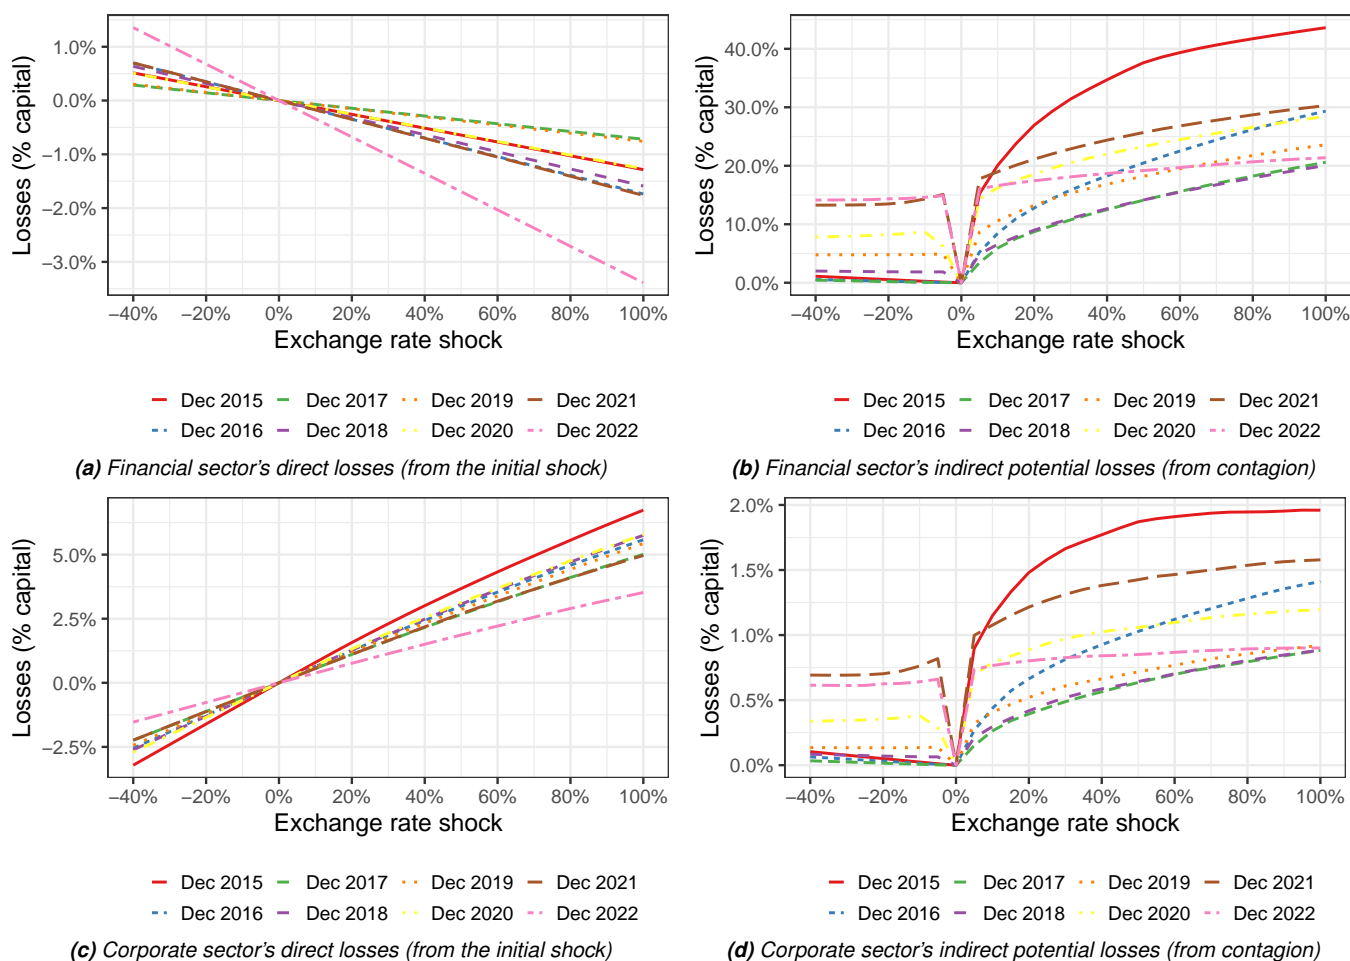 Losses (% capital)
1.0%
0.0%
−1.0%
−2.0%
−3.0%
−40% −20% 0% 20% 40% 60% 80% 100%
Exchange rate shock
Dec 2015 Dec 2017 Dec 2019 Dec 2021
Dec 2016 Dec 2018 Dec 2020 Dec 2022
(a) Financial sector's direct losses (from the initial shock)
Losses (% capital)
40.0%
30.0%
20.0%
10.0%
0.0%
−40% −20% 0% 20% 40% 60% 80% 100%
Exchange rate shock
Dec 2015 Dec 2017 Dec 2019 Dec 2021
Dec 2016 Dec 2018 Dec 2020 Dec 2022
(b) Financial sector's indirect potential losses (from contagion)
Losses (% capital)
5.0%
2.5%
0.0%
−2.5%
−40% −20% 0% 20% 40% 60% 80% 100%
Exchange rate shock
Dec 2015 Dec 2017 Dec 2019 Dec 2021
Dec 2016 Dec 2018 Dec 2020 Dec 2022
(c) Corporate sector's direct losses (from the initial shock)
Losses (% capital)
2.0%
1.5%
1.0%
0.5%
0.0%
−40% −20% 0% 20% 40% 60% 80% 100%
Exchange rate shock
Dec 2015 Dec 2017 Dec 2019 Dec 2021
Dec 2016 Dec 2018 Dec 2020 Dec 2022
(d) Corporate sector's indirect potential losses (from contagion)